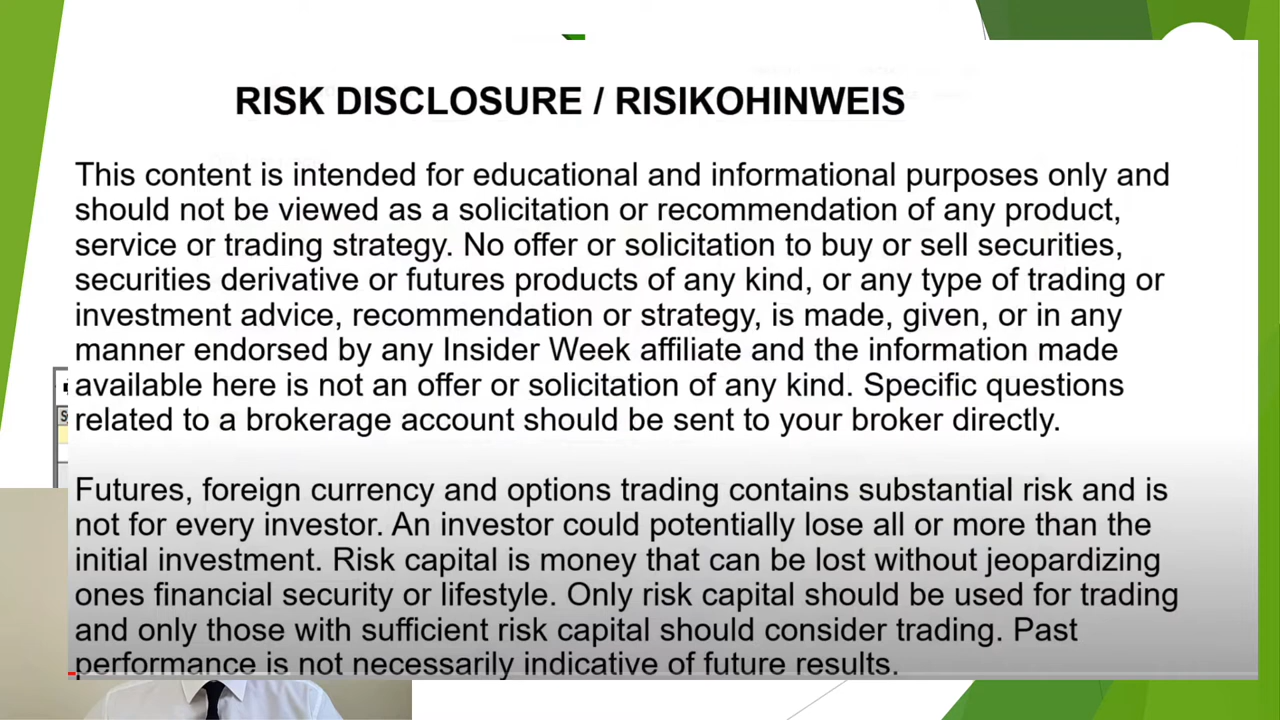 RISK DISCLOSURE / RISIKOHINWEIS
This content is intended for educational and informational purposes only and
should not be viewed as a solicitation or recommendation of any product,
service or trading strategy. No offer or solicitation to buy or sell securities,
securities derivative or futures products of any kind, or any type of trading or
investment advice, recommendation or strategy, is made, given, or in any
manner endorsed by any Insider Week affiliate and the information made
available here is not an offer or solicitation of any kind. Specific questions
related to a brokerage account should be sent to your broker directly.
Futures, foreign currency and options trading contains substantial risk and is
not for every investor. An investor could potentially lose all or more than the
initial investment. Risk capital is money that can be lost without jeopardizing
ones financial security or lifestyle. Only risk capital should be used for trading
and only those with sufficient risk capital should consider trading. Past
performance is not necessarily indicative of future results.